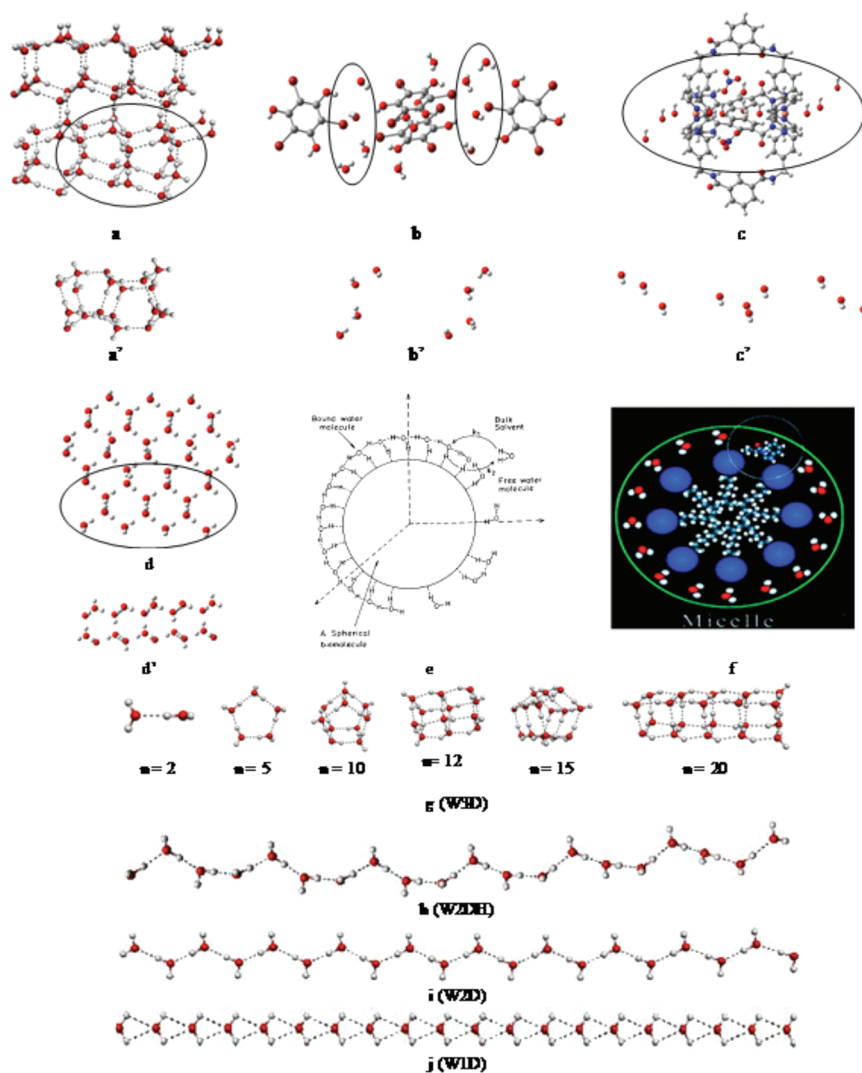 a
b
c
a'
b'
c'
Bound water
molecule
Bulk
Solvent
Free water
molecule
d
A Spherical
biomolecule
Micelle
d'
e
f
n= 2
n= 5
n= 10
n= 12
n= 15
n= 20
g (W3D)
h (W2DH)
i (W2D)
j (W1D)